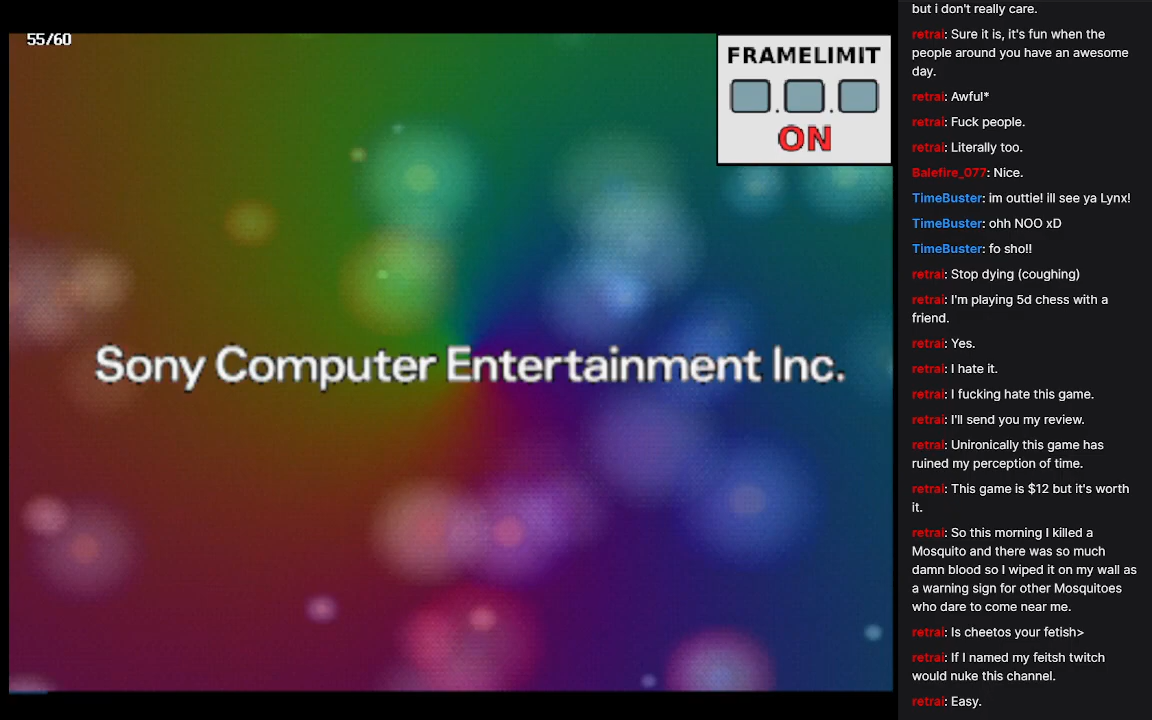 55/60
FRAMELIMIT
ON
Sony Computer Entertainment Inc.
but i don't really care.
retrai: Sure it is, it's fun when the
people around you have an awesome
day.
retrai: Awful*
retrai: Fuck people.
retrai: Literally too.
Balefire_077: Nice.
TimeBuster: im outtie! ill see ya Lynx!
TimeBuster: ohh NOO xD
TimeBuster: fo sho!!
retrai: Stop dying (coughing)
retrai: I'm playing 5d chess with a
friend.
retrai: Yes.
retrai: I hate it.
retrai: I fucking hate this game.
retrai: I'll send you my review.
retrai: Unironically this game has
ruined my perception of time.
retrai: This game is $12 but it's worth
it.
retrai: So this morning I killed a
Mosquito and there was so much
damn blood so I wiped it on my wall as
a warning sign for other Mosquitoes
who dare to come near me.
retrai: Is cheetos your fetish>
retrai: If I named my feitsh twitch
would nuke this channel.
retrai: Easy.